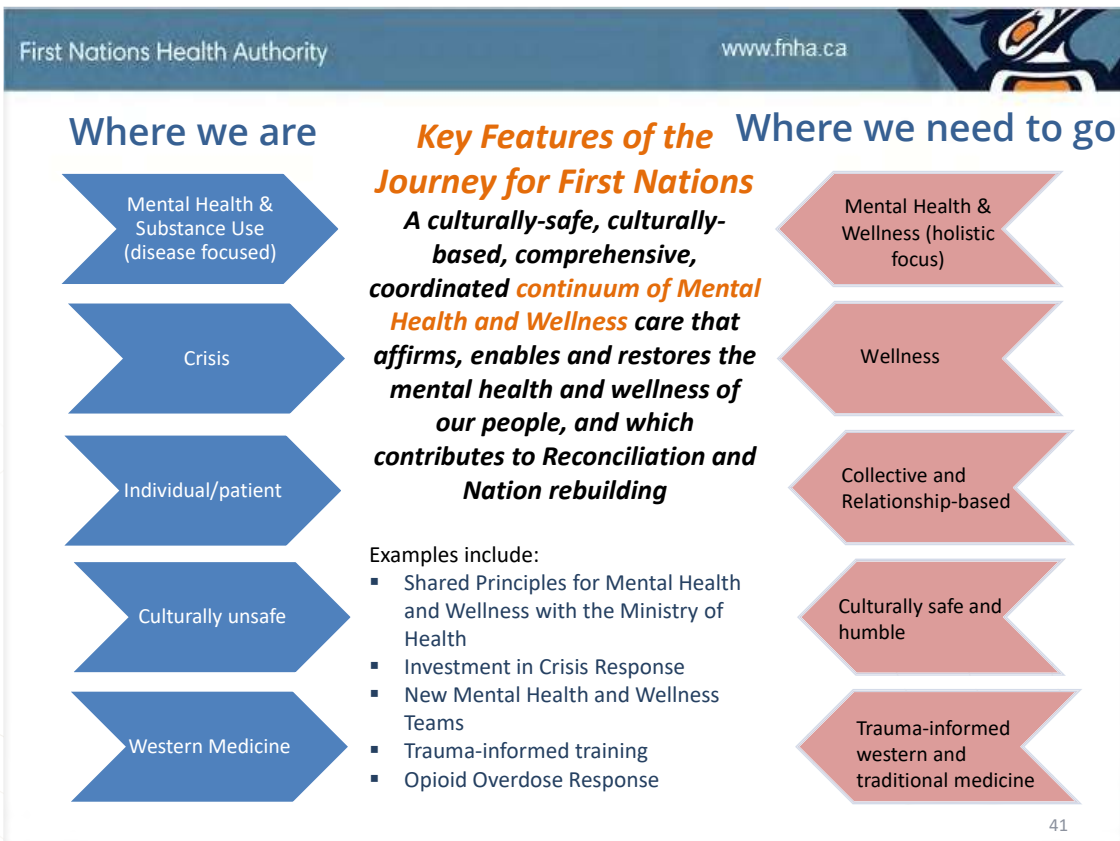 First Nations Health Authority
www.fnha.ca
Where we are
Mental Health &
Substance Use
(disease focused)
Crisis
Individual/patient
Culturally unsafe
Western Medicine
Key Features of the
Journey for First Nations
A culturally-safe, culturally-
based, comprehensive,
coordinated continuum of Mental
Health and Wellness care that
affirms, enables and restores the
mental health and wellness of
our people, and which
contributes to Reconciliation and
Nation rebuilding
Examples include:
▪ Shared Principles for Mental Health
and Wellness with the Ministry of
Health
▪ Investment in Crisis Response
▪ New Mental Health and Wellness
Teams
▪ Trauma-informed training
▪ Opioid Overdose Response
Where we need to go
Mental Health &
Wellness (holistic
focus)
Wellness
Collective and
Relationship-based
Culturally safe and
humble
Trauma-informed
western and
traditional medicine
41